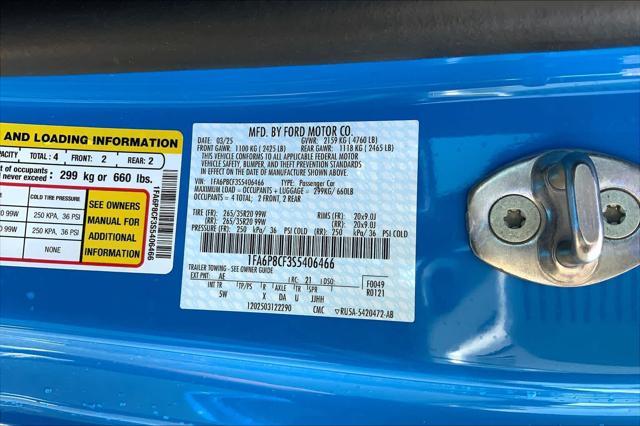 AND LOADING INFORMATION
TOTAL : 4 FRONT: 2 REAR: 2
299 kg or 660 lbs.
COLD TIRE PRESSURE
99W 250 KPA, 36 PSI
99W 250 KPA, 36 PSI
NONE
SEE OWNERS
MANUAL FOR
ADDITIONAL
INFORMATION
1FA6P8CF3S5406466
MFD. BY FORD MOTOR CO.
03/25 GVWR: 2159 KG ( 4760 LB)
FRONT GAWR: 1100 KG ( 2425 LB) REAR GAWR: 1118 KG ( 2465 LB)
THIS VEHICLE CONFORMS TO ALL APPLICABLE FEDERAL MOTOR
VEHICLE SAFETY, BUMPER, AND THEFT PREVENTION STANDARDS
IN EFFECT ON THE DATE OF MANUFACTURE SHOWN ABOVE.
VIN: 1FA6P8CF3S5406466 TYPE: Passenger Car
MAXIMUM LOAD = OCCUPANTS + LUGGAGE = 299KG/ 660LB
OCCUPANTS = 4 TOTAL: 2 FRONT, 2 REAR
TIRE (FR): 265/35R20 99W RIMS (FR): 20x9.0J
(RR): 265/35R20 99W (RR): 20x9.0J
PRESSURE (FR): 250 kPa/ 36 PSI COLD (RR): 250 kPa/ 36 PSI COLD
1FA6P8CF3S5406466
TRAILER TOWING - SEE OWNER GUIDE
EXT PNT: AE RC: 21 DSO: F0049
INT TR TP/PS R AXLE TR SPR R0121
5W X DA U JJHH
1202503122290 CMC RU5A-5420472-AB